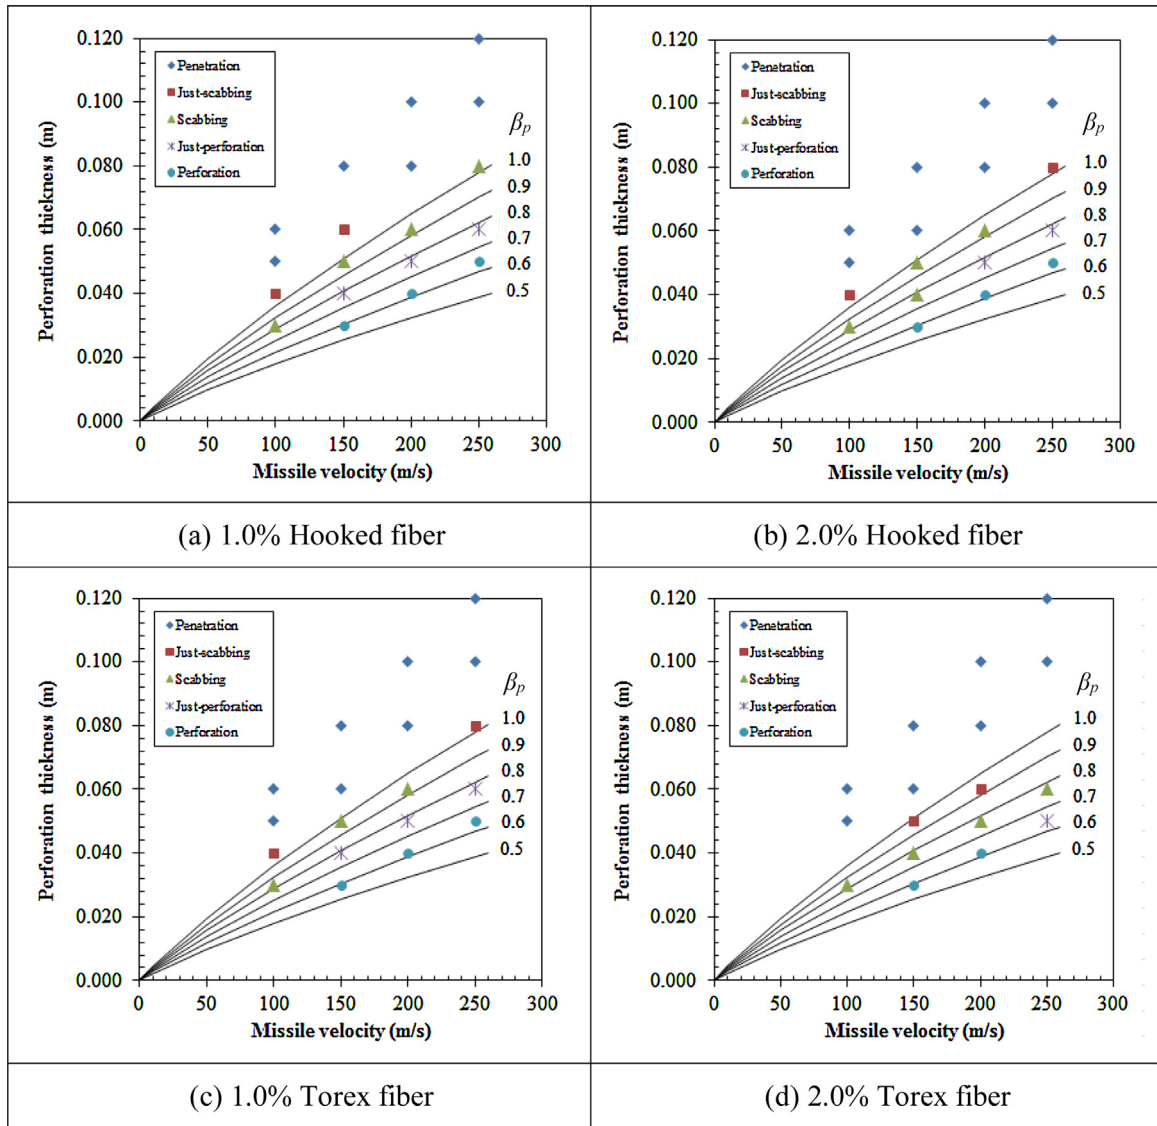 0.120
0.100
0.080
0.060
0.040
0.020
0.000
Perforation thickness (m)
Penetration
Just-scabbing
Scabbing
Just-perforation
Perforation
βp
1.0
0.9
0.8
0.7
0.6
0.5
0 50 100 150 200 250 300
Missile velocity (m/s)
(a) 1.0% Hooked fiber
0.120
0.100
0.080
0.060
0.040
0.020
0.000
Perforation thickness (m)
Penetration
Just-scabbing
Scabbing
Just-perforation
Perforation
βp
1.0
0.9
0.8
0.7
0.6
0.5
0 50 100 150 200 250 300
Missile velocity (m/s)
(b) 2.0% Hooked fiber
0.120
0.100
0.080
0.060
0.040
0.020
0.000
Perforation thickness (m)
Penetration
Just-scabbing
Scabbing
Just-perforation
Perforation
βp
1.0
0.9
0.8
0.7
0.6
0.5
0 50 100 150 200 250 300
Missile velocity (m/s)
(c) 1.0% Torex fiber
0.120
0.100
0.080
0.060
0.040
0.020
0.000
Perforation thickness (m)
Penetration
Just-scabbing
Scabbing
Just-perforation
Perforation
βp
1.0
0.9
0.8
0.7
0.6
0.5
0 50 100 150 200 250 300
Missile velocity (m/s)
(d) 2.0% Torex fiber